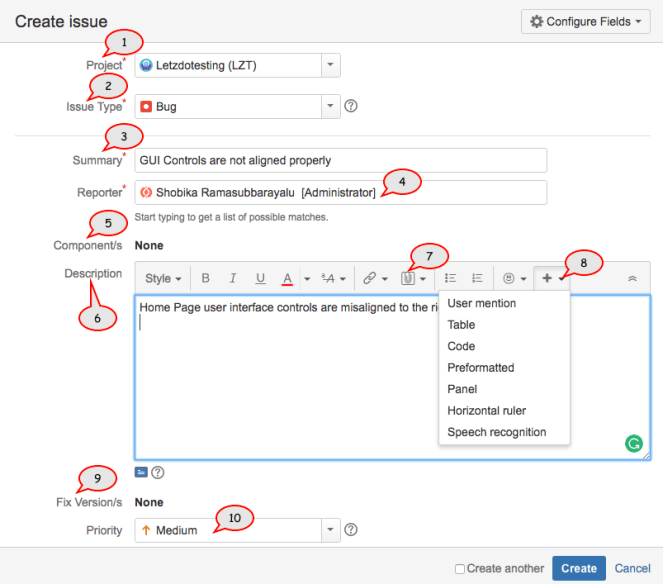 Create issue
Configure Fields
1
Project* Letzdotesting (LZT)
2
Issue Type* Bug
3
Summary* GUI Controls are not aligned properly
Reporter* Shobika Ramasubbarayalu [Administrator]
4
Start typing to get a list of possible matches.
5
Component/s None
7
8
Description Style B I U A
Home Page user interface controls are misaligned to the ri
6
User mention
Table
Code
Preformatted
Panel
Horizontal ruler
Speech recognition
9
Fix Version/s None
10
Priority Medium
Create another Create Cancel